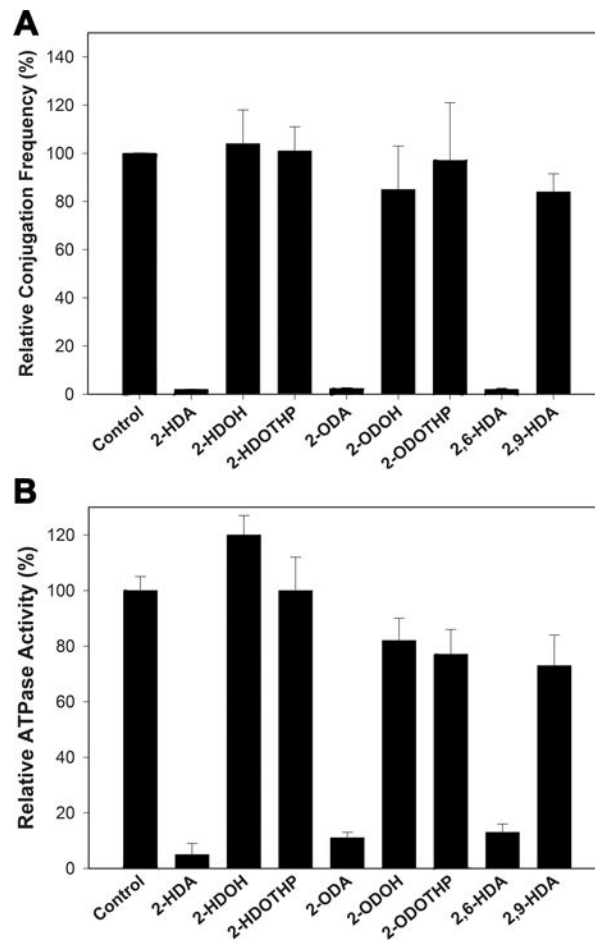 A
Relative Conjugation Frequency (%)
140
120
100
80
60
40
20
0
Control
2-HDA
2-HDOH
2-HDOTHP
2-ODA
2-ODOH
2-ODOTHP
2,6-HDA
2,9-HDA
B
Relative ATPase Activity (%)
120
100
80
60
40
20
0
Control
2-HDA
2-HDOH
2-HDOTHP
2-ODA
2-ODOH
2-ODOTHP
2,6-HDA
2,9-HDA